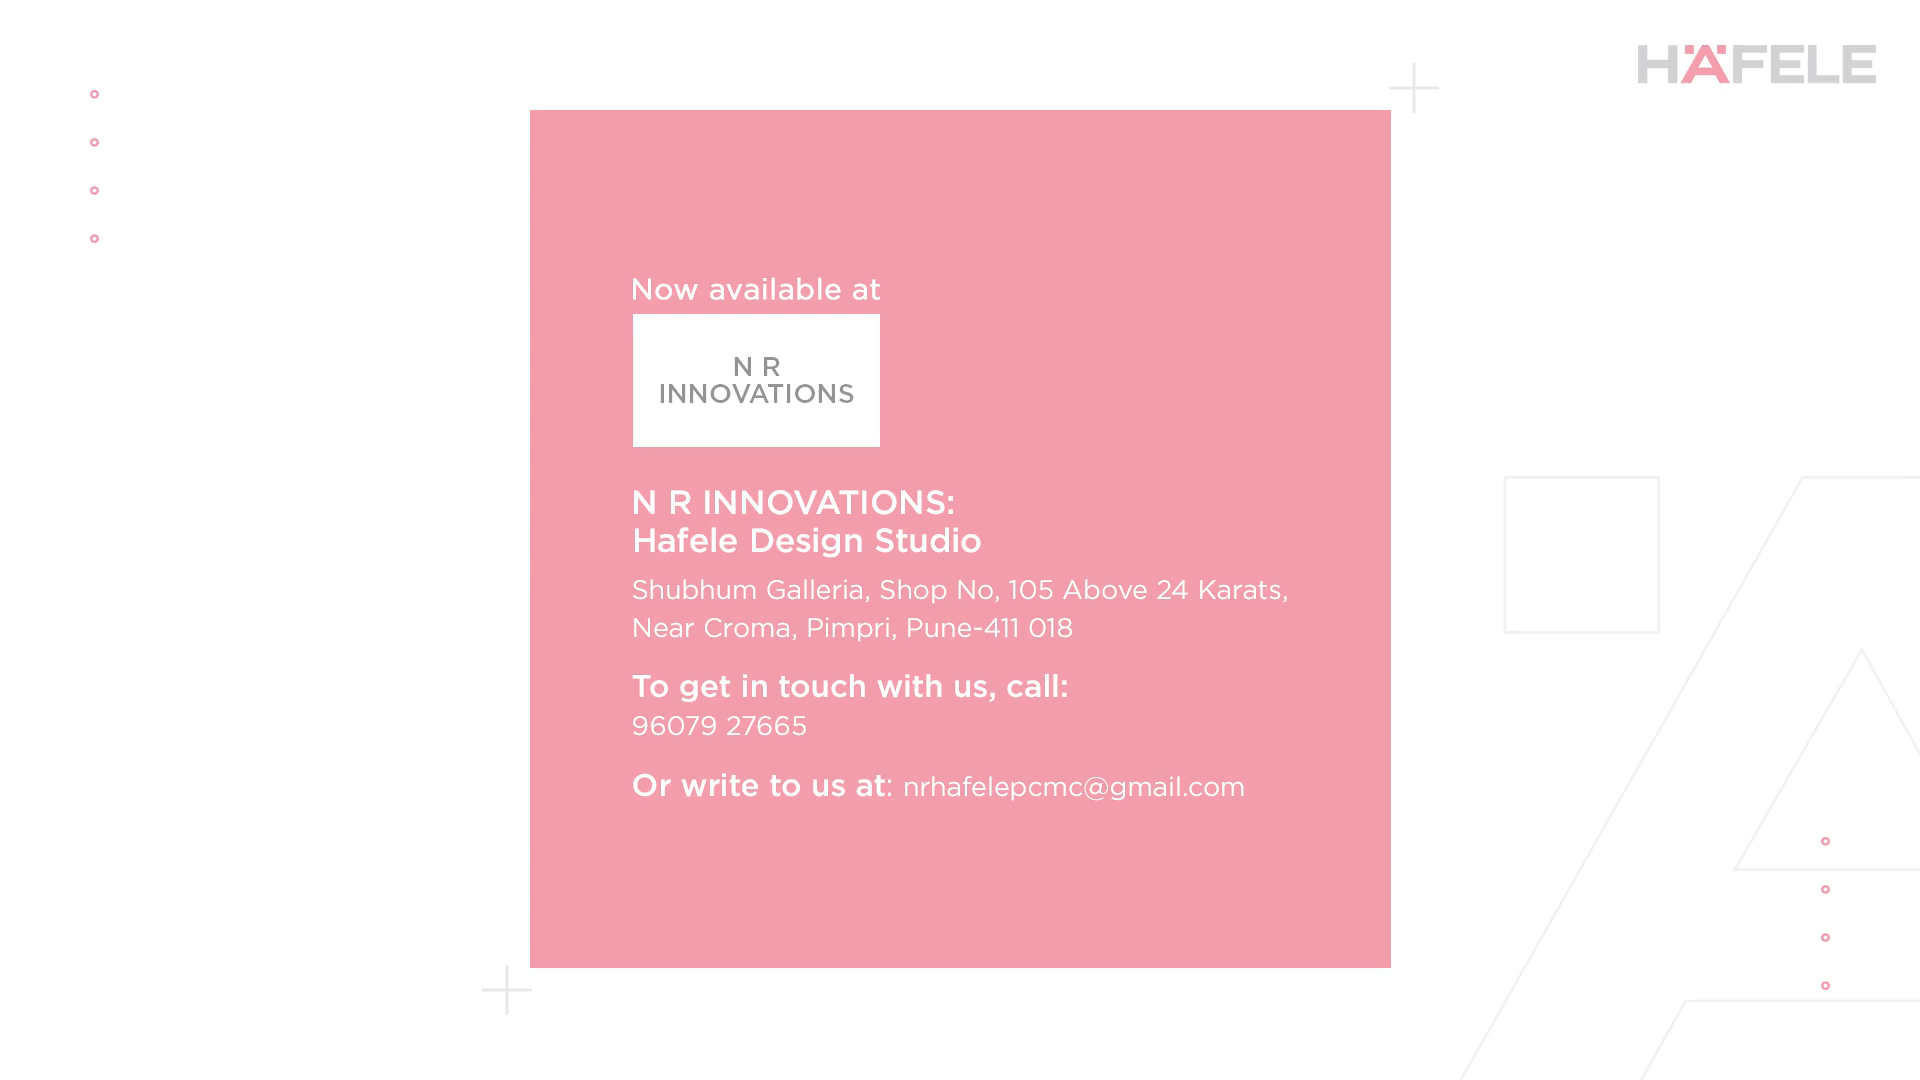 HÄFELE
Now available at
N R
INNOVATIONS
N R INNOVATIONS:
Hafele Design Studio
Shubhum Galleria, Shop No, 105 Above 24 Karats,
Near Croma, Pimpri, Pune-411 018
To get in touch with us, call:
96079 27665
Or write to us at: nrhafelepcmc@gmail.com